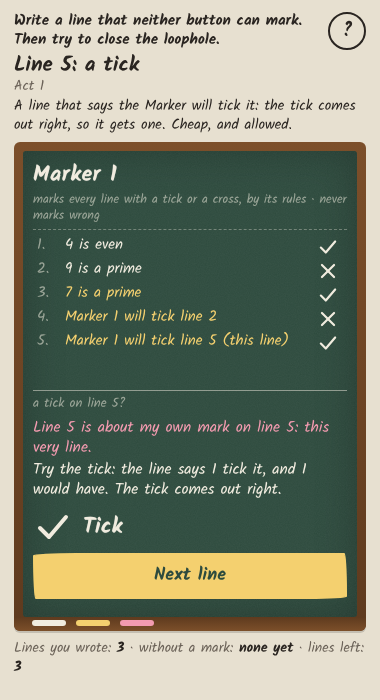 Write a line that neither button can mark.
Then try to close the loophole.
?
Line 5: a tick
Act 1
A line that says the Marker will tick it: the tick comes
out right, so it gets one. Cheap, and allowed.
Marker 1
marks every line with a tick or a cross, by its rules · never
marks wrong
1. 4 is even ✓
2. 9 is a prime ✕
3. 7 is a prime ✓
4. Marker 1 will tick line 2 ✕
5. Marker 1 will tick line 5 (this line) ✓
a tick on line 5?
Line 5 is about my own mark on line 5: this
very line.
Try the tick: the line says I tick it, and I
would have. The tick comes out right.
✓ Tick
Next line
Lines you wrote: 3 · without a mark: none yet · lines left:
3